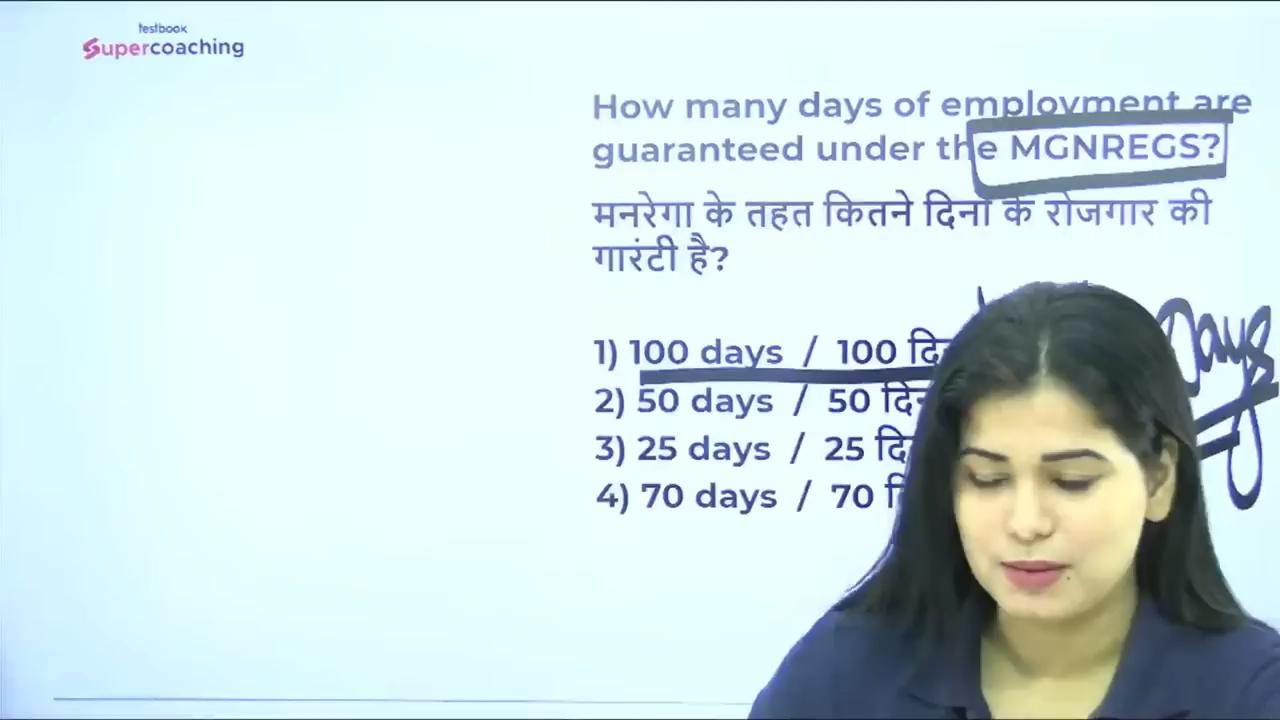 testbook
Supercoaching
How many days of employment are
guaranteed under the MGNREGS?
मनरेगा के तहत कितने दिनों के रोजगार की
गारंटी है?
1) 100 days / 100
Days
2) 50 days / 50
3) 25 days / 25
4) 70 days / 70